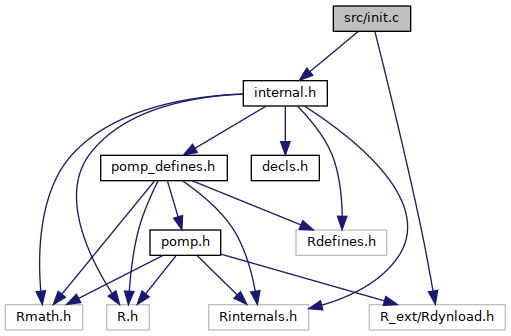 src/init.c
internal.h
pomp_defines.h
decls.h
pomp.h
Rdefines.h
Rmath.h
R.h
Rinternals.h
R_ext/Rdynload.h